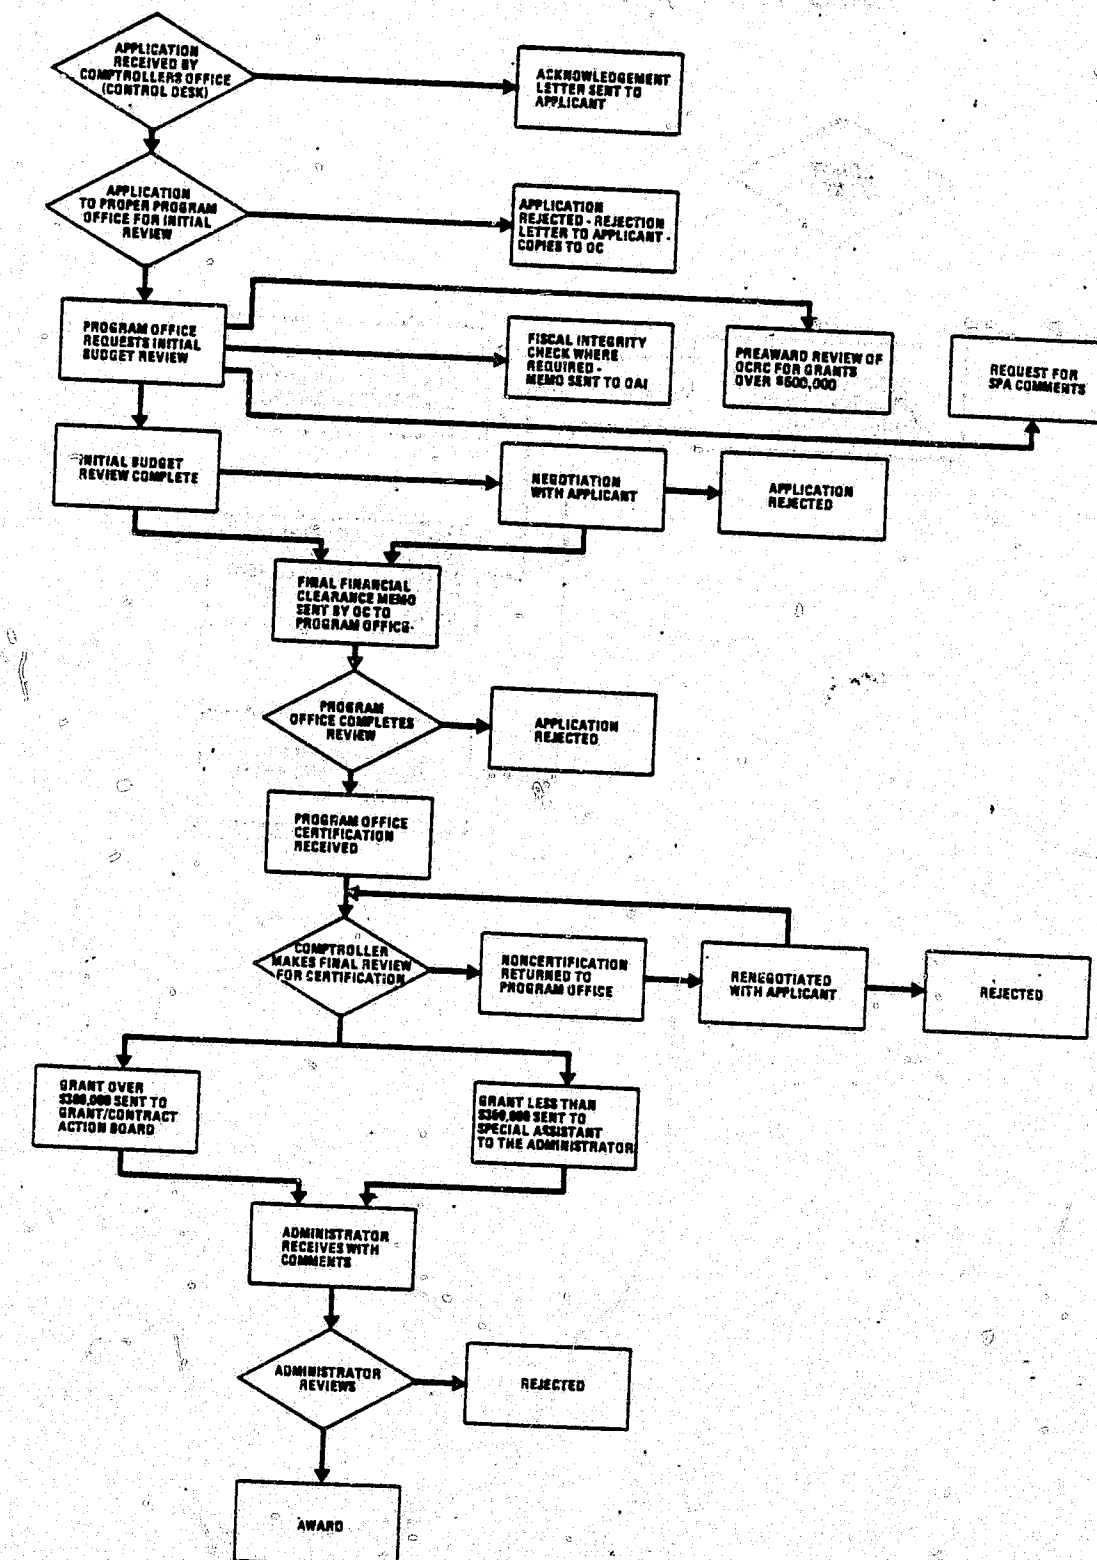 APPLICATION
RECEIVED BY
COMPTROLLERS OFFICE
(CONTROL DESK)
ACKNOWLEDGEMENT
LETTER SENT TO
APPLICANT
APPLICATION
TO PROPER PROGRAM
OFFICE FOR INITIAL
REVIEW
APPLICATION
REJECTED - REJECTION
LETTER TO APPLICANT -
COPIES TO OC
PROGRAM OFFICE
REQUESTS INITIAL
BUDGET REVIEW
FISCAL INTEGRITY
CHECK WHERE
REQUIRED -
MEMO SENT TO OAI
PREAWARD REVIEW OF
OCRC FOR GRANTS
OVER $500,000
REQUEST FOR
SPA COMMENTS
INITIAL BUDGET
REVIEW COMPLETE
NEGOTIATION
WITH APPLICANT
APPLICATION
REJECTED
FINAL FINANCIAL
CLEARANCE MEMO
SENT BY OC TO
PROGRAM OFFICE
PROGRAM
OFFICE COMPLETES
REVIEW
APPLICATION
REJECTED
PROGRAM OFFICE
CERTIFICATION
RECEIVED
COMPTROLLER
MAKES FINAL REVIEW
FOR CERTIFICATION
NONCERTIFICATION
RETURNED TO
PROGRAM OFFICE
RENEGOTIATED
WITH APPLICANT
REJECTED
GRANT OVER
SENT TO
GRANT/CONTRACT
ACTION BOARD
GRANT LESS THAN
SENT TO
SPECIAL ASSISTANT
TO THE ADMINISTRATOR
ADMINISTRATOR
RECEIVES WITH
COMMENTS
ADMINISTRATOR
REVIEWS
REJECTED
AWARD